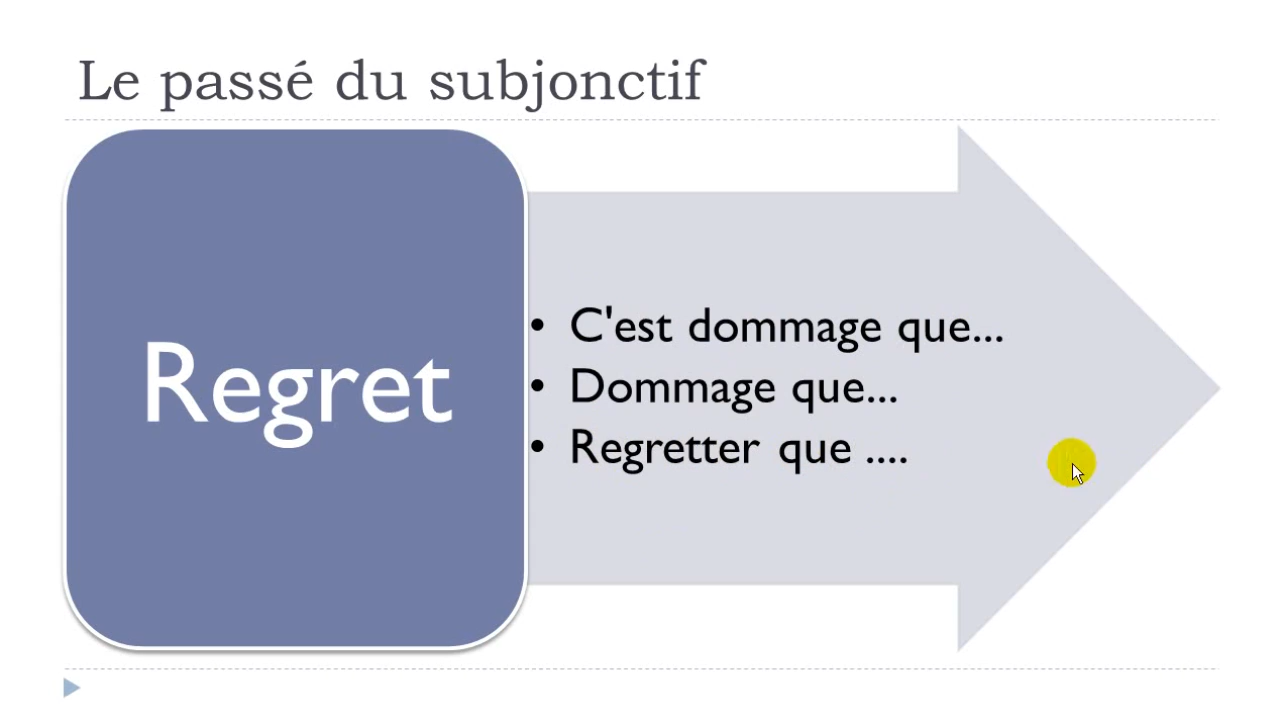 Le passé du subjonctif
Regret
• C'est dommage que...
• Dommage que...
• Regretter que ....